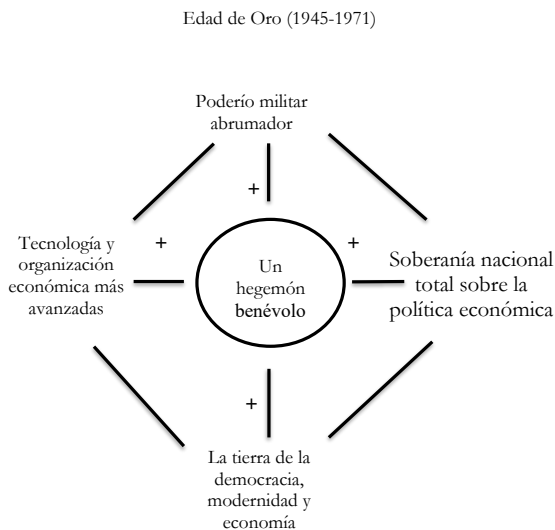 Edad de Oro (1945-1971)
Poderío militar
abrumador
+
Tecnología y
organización
económica más
avanzadas
+
Un
hegemón
benévolo
+
Soberanía nacional
total sobre la
política económica
+
La tierra de la
democracia,
modernidad y
economía